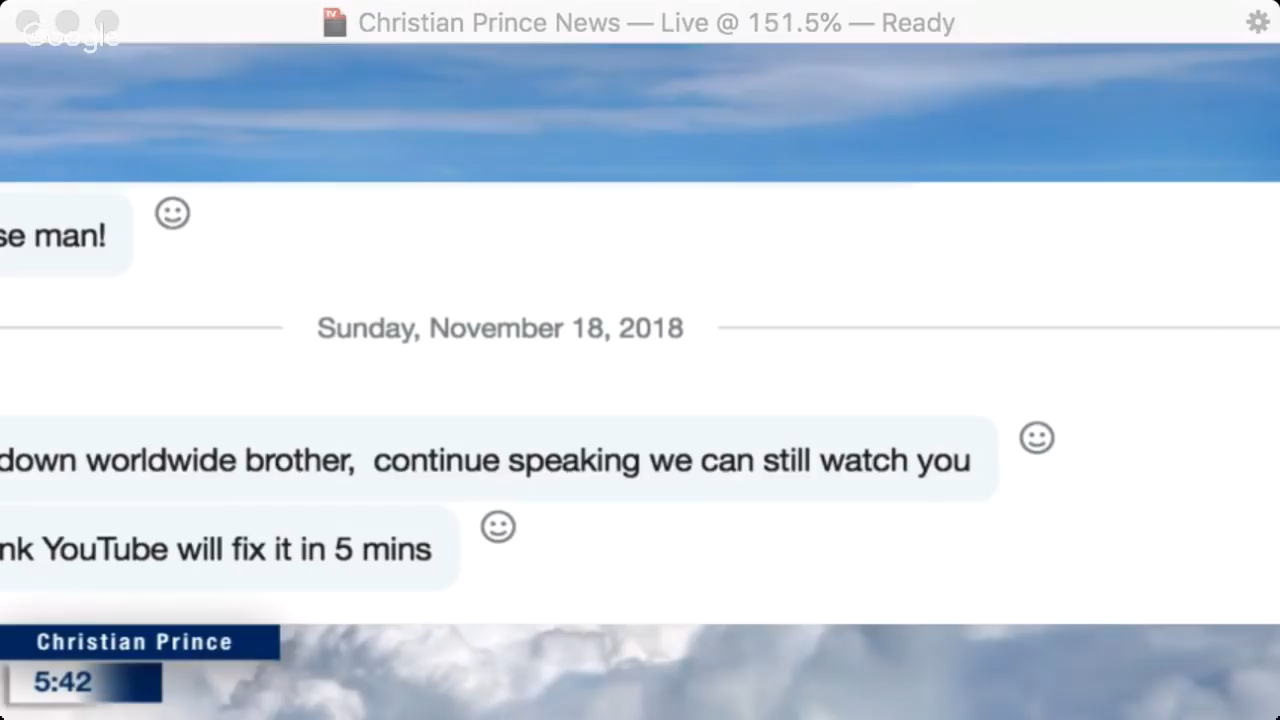 Christian Prince News — Live @ 151.5% — Ready
Google
se man!
Sunday, November 18, 2018
down worldwide brother, continue speaking we can still watch you
nk YouTube will fix it in 5 mins
Christian Prince
5:42